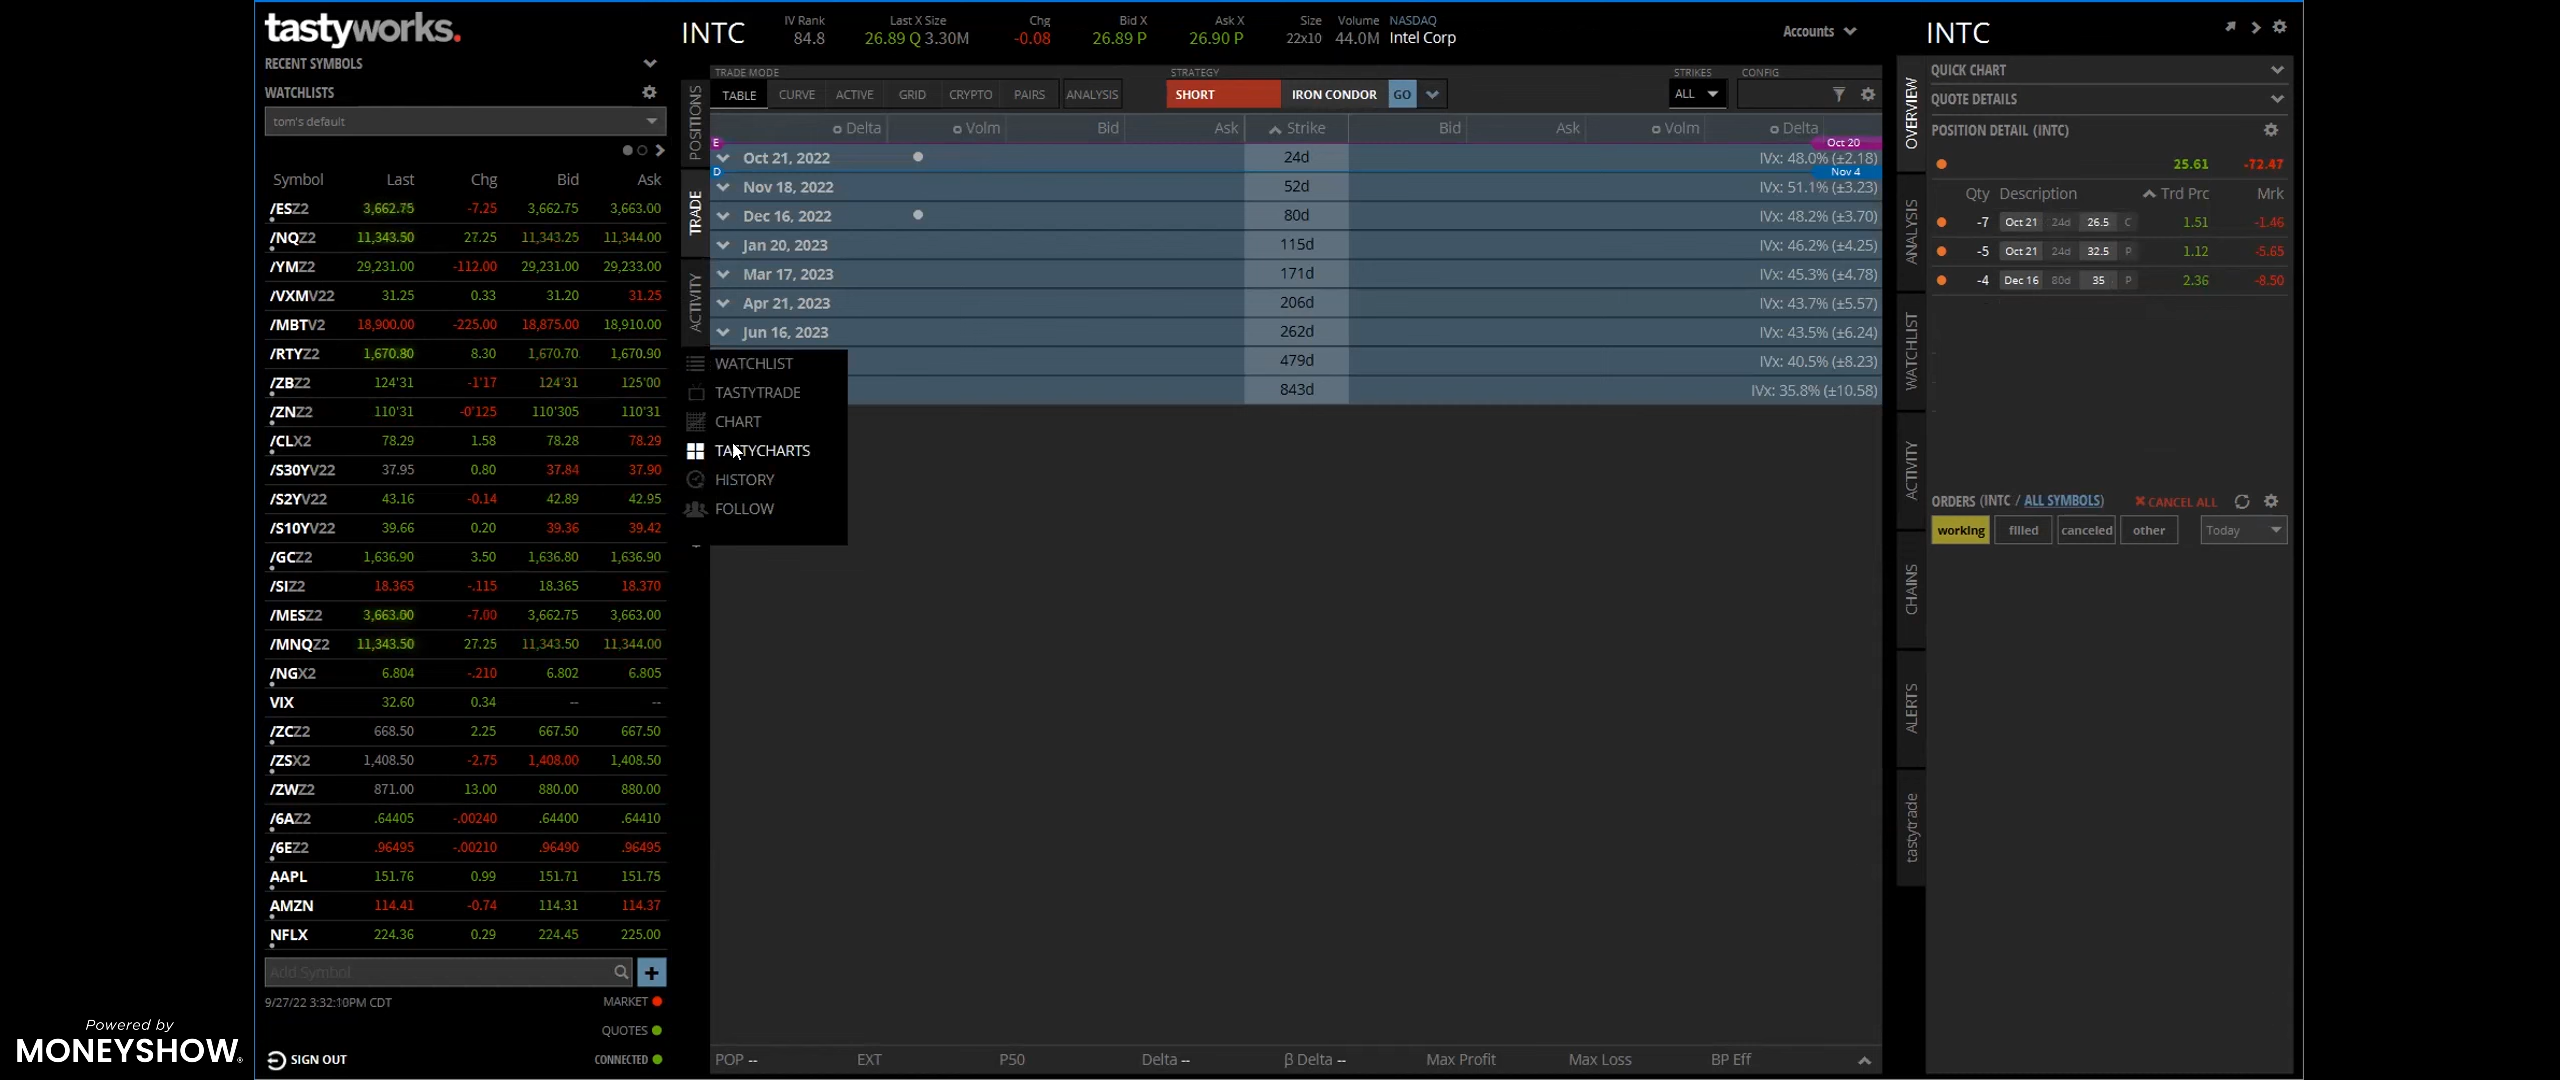 tastyworks.
RECENT SYMBOLS
WATCHLISTS
tom's default
Symbol Last Chg Bid Ask
/ESZ2 3,662.75 -7.25 3,662.75 3,663.00
/NQZ2 11,343.50 27.25 11,343.25 11,344.00
/YMZ2 29,231.00 -112.00 29,231.00 29,233.00
/VXMV22 31.25 0.33 31.20 31.25
/MBTV2 18,900.00 -225.00 18,875.00 18,910.00
/RTYZ2 1,670.80 8.30 1,670.70 1,670.90
/ZBZ2 124'31 -1'17 124'31 125'00
/ZNZ2 110'31 -0'125 110'305 110'31
/CLX2 78.29 1.58 78.28 78.29
/S30YV22 37.95 0.80 37.84 37.90
/S2YV22 43.16 -0.14 42.89 42.95
/S10YV22 39.66 0.20 39.36 39.42
/GCZ2 1,636.90 3.50 1,636.80 1,636.90
/SIZ2 18.365 -.115 18.365 18.370
/MESZ2 3,663.00 -7.00 3,662.75 3,663.00
/MNQZ2 11,343.50 27.25 11,343.50 11,344.00
/NGX2 6.804 -.210 6.802 6.805
VIX 32.60 0.34 -- --
/ZCZ2 668.50 2.25 667.50 667.50
/ZSX2 1,408.50 -2.75 1,408.00 1,408.50
/ZWZ2 871.00 13.00 880.00 880.00
/6AZ2 .64405 -.00240 .64400 .64410
/6EZ2 .96495 -.00210 .96490 .96495
AAPL 151.76 0.99 151.71 151.75
AMZN 114.41 -0.74 114.31 114.37
NFLX 224.36 0.29 224.45 225.00
Add Symbol
9/27/22 3:32:10PM CDT MARKET
QUOTES
SIGN OUT CONNECTED
Powered by
MONEYSHOW.
INTC
IV Rank Last X Size Chg Bid X Ask X Size Volume NASDAQ
84.8 26.89 Q 3.30M -0.08 26.89 P 26.90 P 22x10 44.0M Intel Corp
Accounts
POSITIONS
TRADE
ACTIVITY
TRADE MODE STRATEGY STRIKES CONFIG
TABLE CURVE ACTIVE GRID CRYPTO PAIRS ANALYSIS SHORT IRON CONDOR GO ALL
Delta Volm Bid Ask Strike Bid Ask Volm Delta
E Oct 20
Oct 21, 2022 24d IVx: 48.0% (±2.18)
D Nov 4
Nov 18, 2022 52d IVx: 51.1% (±3.23)
Dec 16, 2022 80d IVx: 48.2% (±3.70)
Jan 20, 2023 115d IVx: 46.2% (±4.25)
Mar 17, 2023 171d IVx: 45.3% (±4.78)
Apr 21, 2023 206d IVx: 43.7% (±5.57)
Jun 16, 2023 262d IVx: 43.5% (±6.24)
479d IVx: 40.5% (±8.23)
843d IVx: 35.8% (±10.58)
WATCHLIST
TASTYTRADE
CHART
TASTYCHARTS
HISTORY
FOLLOW
POP -- EXT P50 Delta -- β Delta -- Max Profit Max Loss BP Eff
INTC
OVERVIEW
ANALYSIS
WATCHLIST
ACTIVITY
CHAINS
ALERTS
tastytrade
QUICK CHART
QUOTE DETAILS
POSITION DETAIL (INTC)
25.61 -72.47
Qty Description Trd Prc Mrk
-7 Oct 21 24d 26.5 C 1.51 -1.46
-5 Oct 21 24d 32.5 P 1.12 -5.65
-4 Dec 16 80d 35 P 2.36 -8.50
ORDERS (INTC / ALL SYMBOLS) CANCEL ALL
working filled canceled other Today